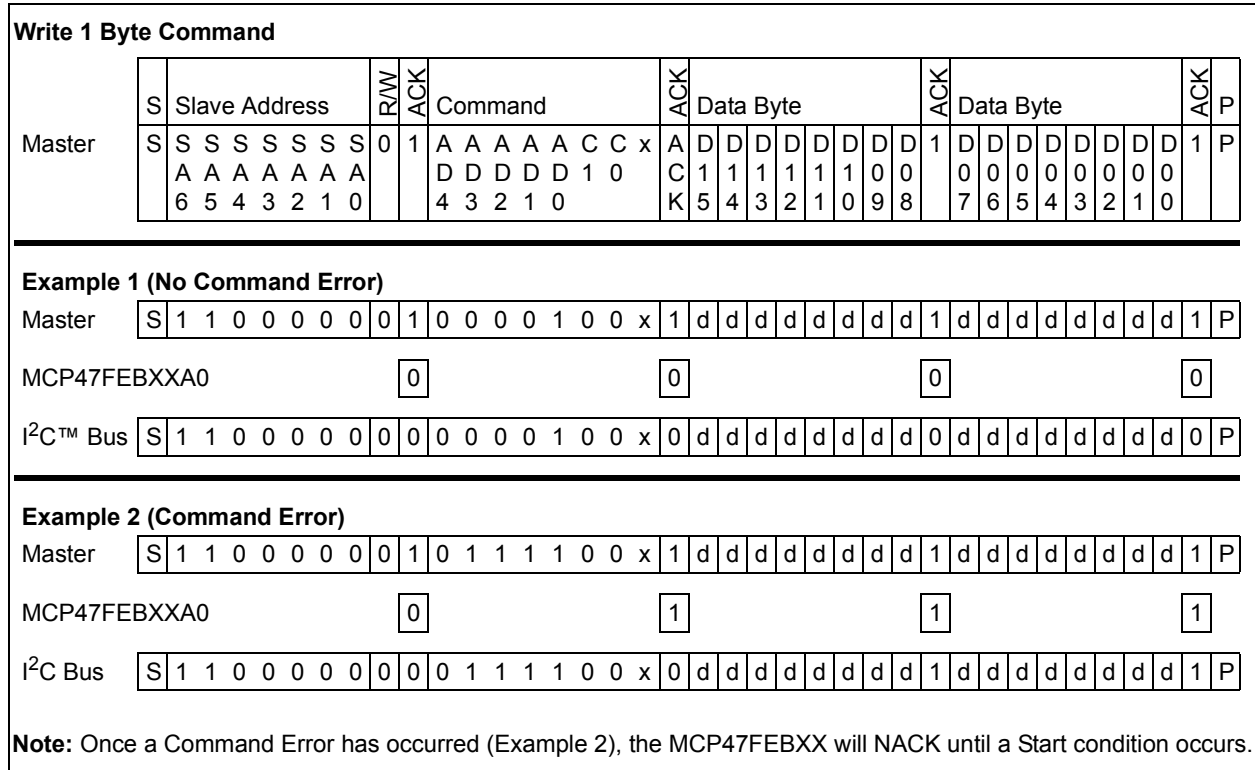 Write 1 Byte Command
S Slave Address R/W ACK Command ACK Data Byte ACK Data Byte ACK P
Master S S S S S S S S 0 1 A A A A A C C x A D D D D D D D D 1 D D D D D D D D 1 P
A A A A A A A D D D D D 1 0 C 1 1 1 1 1 1 0 0 0 0 0 0 0 0 0 0
6 5 4 3 2 1 0 4 3 2 1 0 K 5 4 3 2 1 0 9 8 7 6 5 4 3 2 1 0
Example 1 (No Command Error)
Master S 1 1 0 0 0 0 0 0 1 0 0 0 0 1 0 0 x 1 d d d d d d d d 1 d d d d d d d d 1 P
MCP47FEBXXA0 0 0 0 0
I²C™ Bus S 1 1 0 0 0 0 0 0 0 0 0 0 0 1 0 0 x 0 d d d d d d d d 0 d d d d d d d d 0 P
Example 2 (Command Error)
Master S 1 1 0 0 0 0 0 0 1 0 1 1 1 1 0 0 x 1 d d d d d d d d 1 d d d d d d d d 1 P
MCP47FEBXXA0 0 1 1 1
I²C Bus S 1 1 0 0 0 0 0 0 0 0 1 1 1 1 0 0 x 0 d d d d d d d d 1 d d d d d d d d 1 P
Note: Once a Command Error has occurred (Example 2), the MCP47FEBXX will NACK until a Start condition occurs.